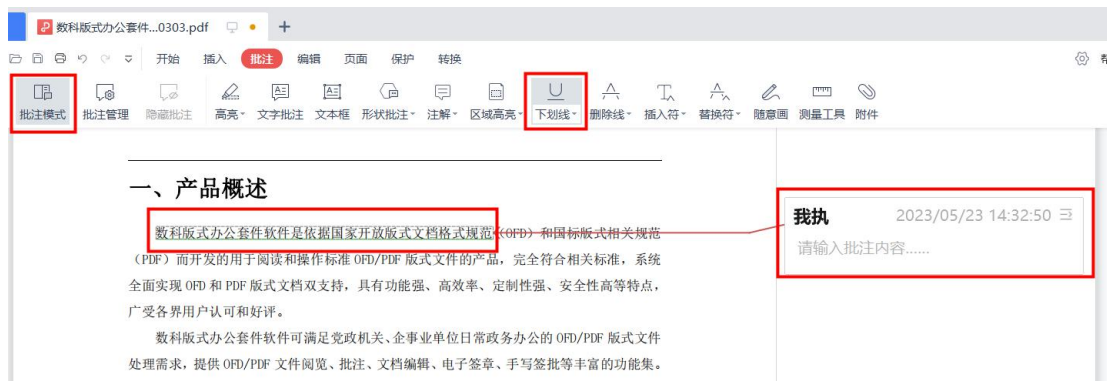 数科版式办公套件...0303.pdf
开始 插入 批注 编辑 页面 保护 转换
批注模式 批注管理 隐藏批注 高亮 文字批注 文本框 形状批注 注解 区域高亮 下划线 删除线 插入符 替换符 随意画 测量工具 附件
一、产品概述
数科版式办公套件软件是依据国家开放版式文档格式规范(OFD)和国标版式相关规范
(PDF)而开发的用于阅读和操作标准 OFD/PDF 版式文件的产品，完全符合相关标准，系统
全面实现 OFD 和 PDF 版式文档双支持，具有功能强、高效率、定制性强、安全性高等特点，
广受各界用户认可和好评。
数科版式办公套件软件可满足党政机关、企事业单位日常政务办公的 OFD/PDF 版式文件
处理需求，提供 OFD/PDF 文件阅览、批注、文档编辑、电子签章、手写签批等丰富的功能集。
我执 2023/05/23 14:32:50
请输入批注内容......